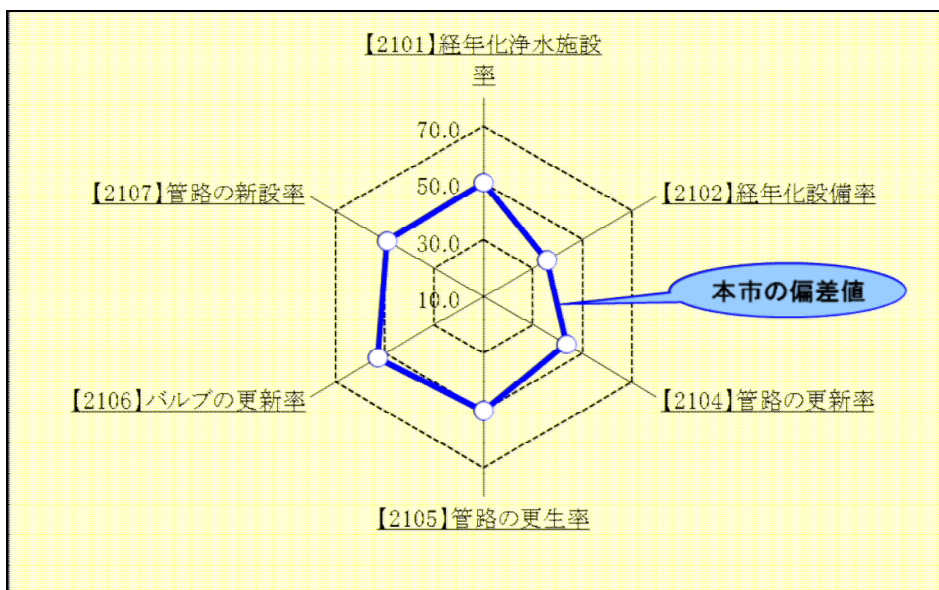 【2101】経年化浄水施設
率
70.0
【2107】管路の新設率
50.0
【2102】経年化設備率
30.0
10.0
本市の偏差値
【2106】バルブの更新率
【2104】管路の更新率
【2105】管路の更生率